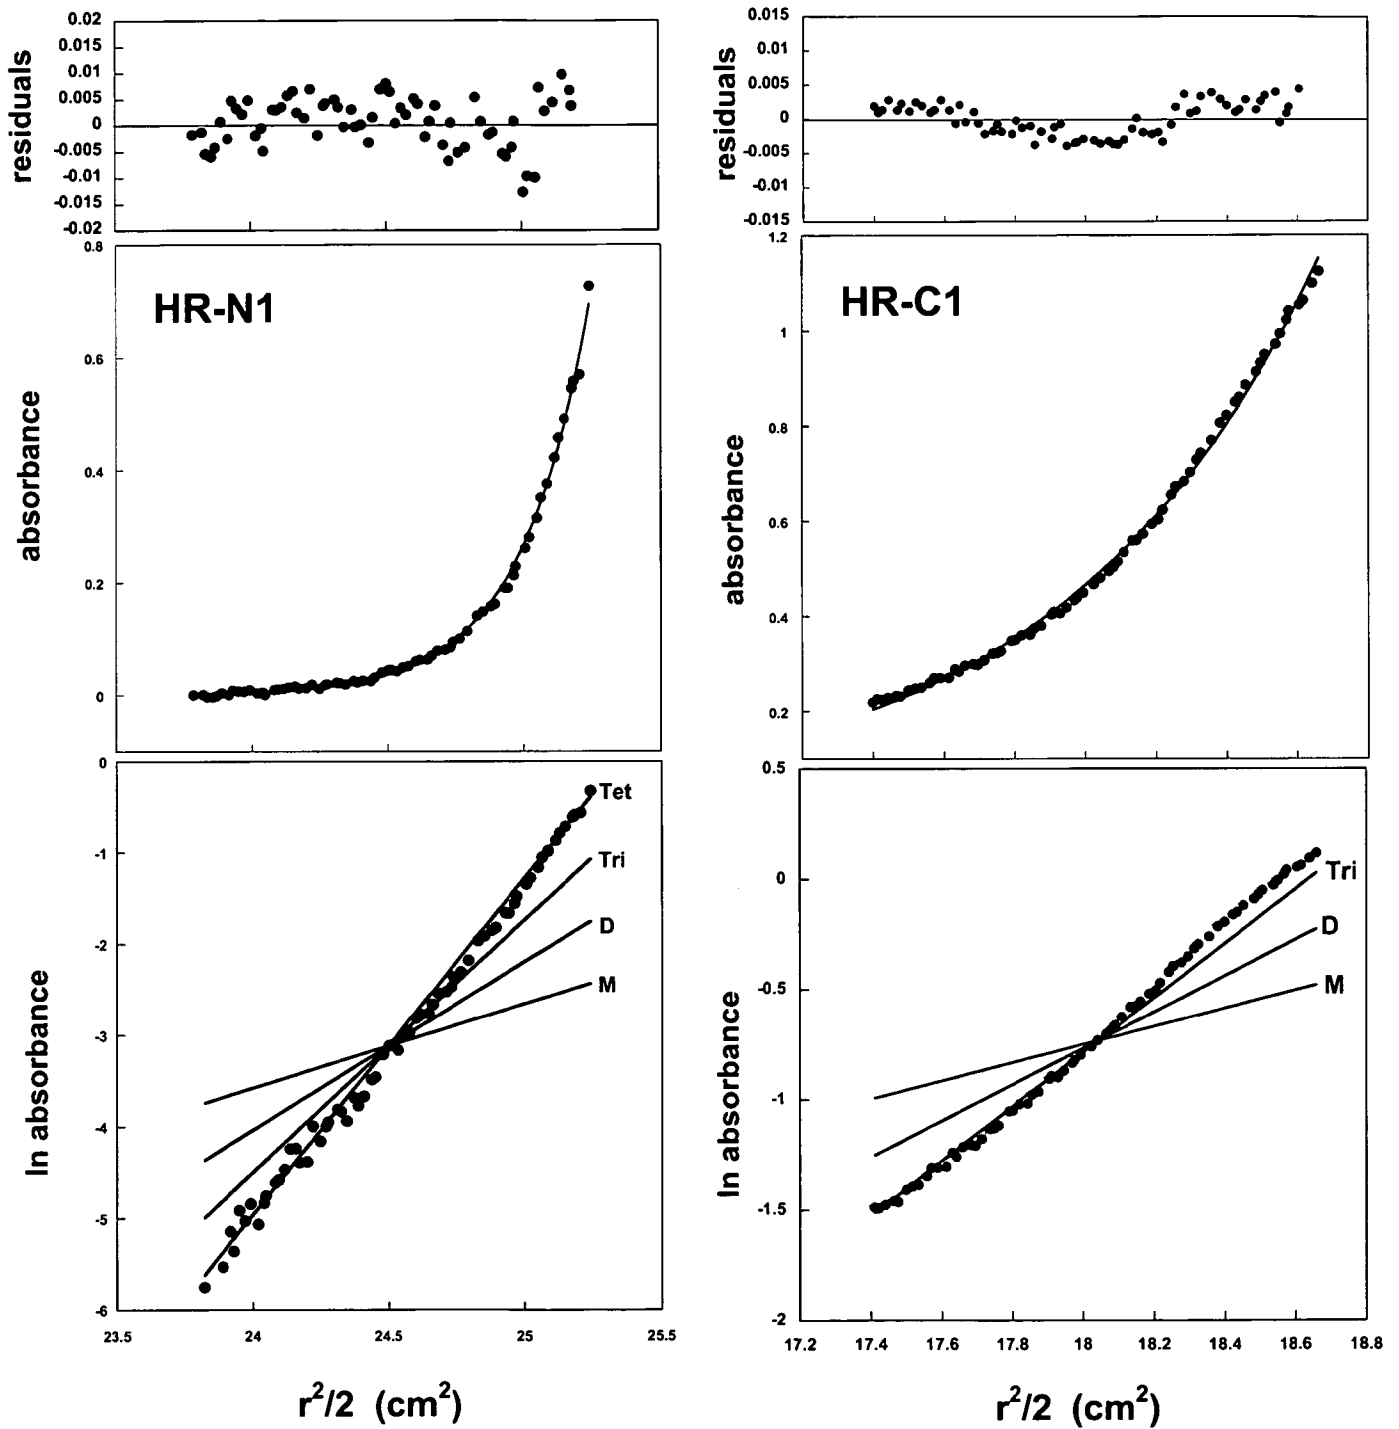 residuals
0.02
0.015
0.01
0.005
0
-0.005
-0.01
-0.015
-0.02
HR-N1
absorbance
0.8
0.6
0.4
0.2
0
ln absorbance
0
-1
-2
-3
-4
-5
-6
Tet
Tri
D
M
23.5 24 24.5 25 25.5
r²/2 (cm²)
residuals
0.015
0.01
0.005
0
-0.005
-0.01
-0.015
HR-C1
absorbance
1.2
1
0.8
0.6
0.4
0.2
ln absorbance
0.5
0
-0.5
-1
-1.5
-2
Tri
D
M
17.2 17.4 17.6 17.8 18 18.2 18.4 18.6 18.8
r²/2 (cm²)